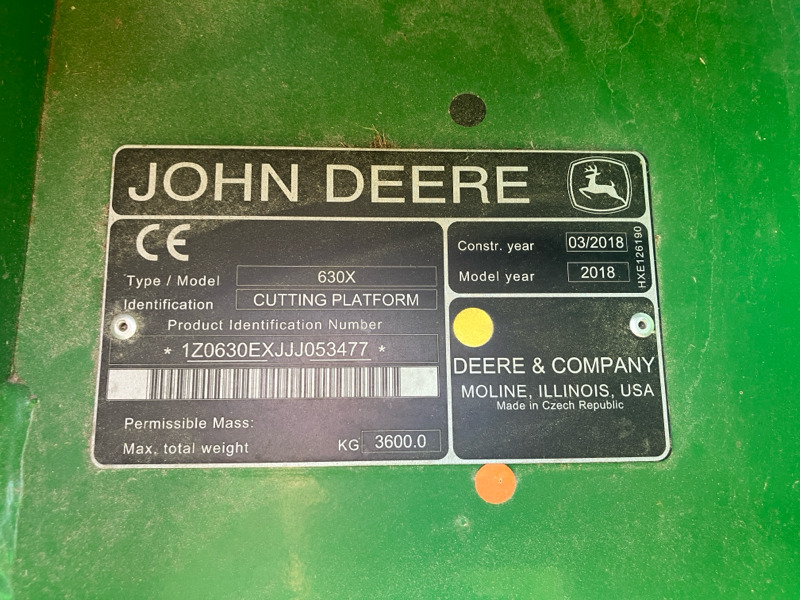 JOHN DEERE
CE
Type / Model 630X
Identification CUTTING PLATFORM
Product Identification Number
* 1Z0630EXJJJ053477 *
Permissible Mass:
Max. total weight KG 3600.0
Constr. year 03/2018
Model year 2018
HXE126190
DEERE & COMPANY
MOLINE, ILLINOIS, USA
Made in Czech Republic